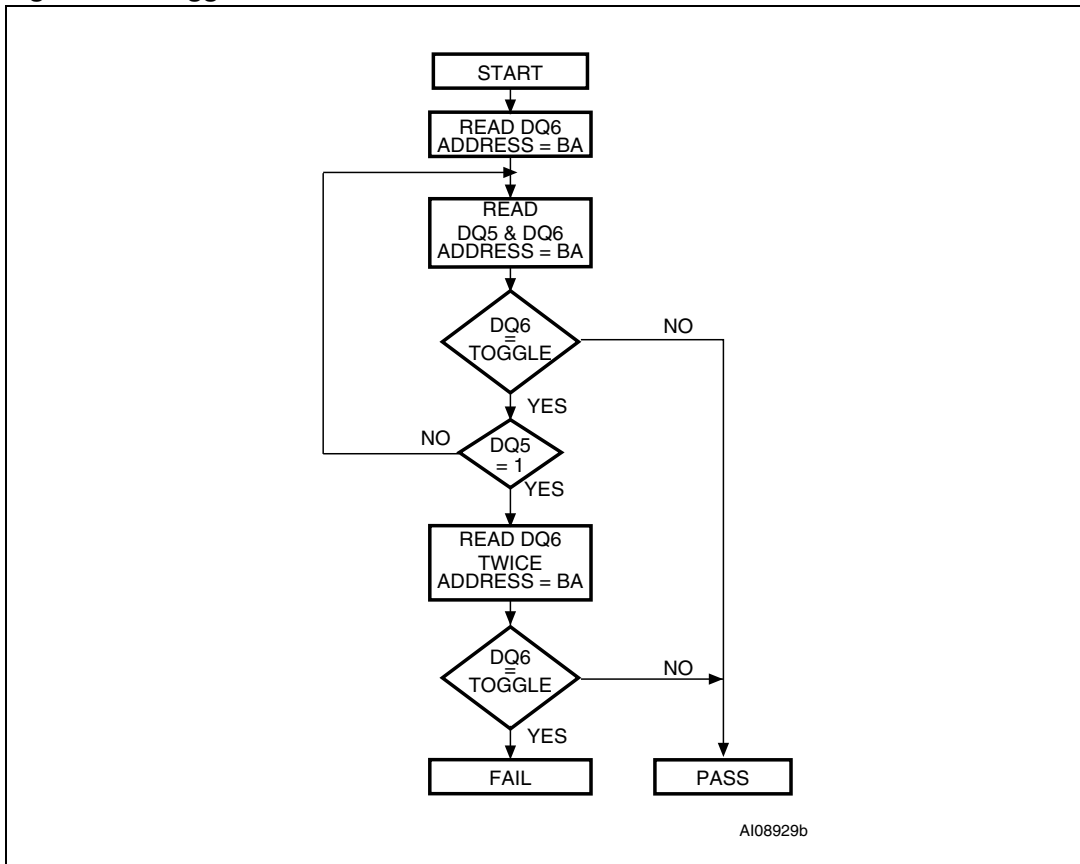 START
READ DQ6
ADDRESS = BA
READ
DQ5 & DQ6
ADDRESS = BA
DQ6
=
TOGGLE
NO
YES
NO
DQ5
= 1
YES
READ DQ6
TWICE
ADDRESS = BA
DQ6
=
TOGGLE
NO
YES
FAIL
PASS
AI08929b